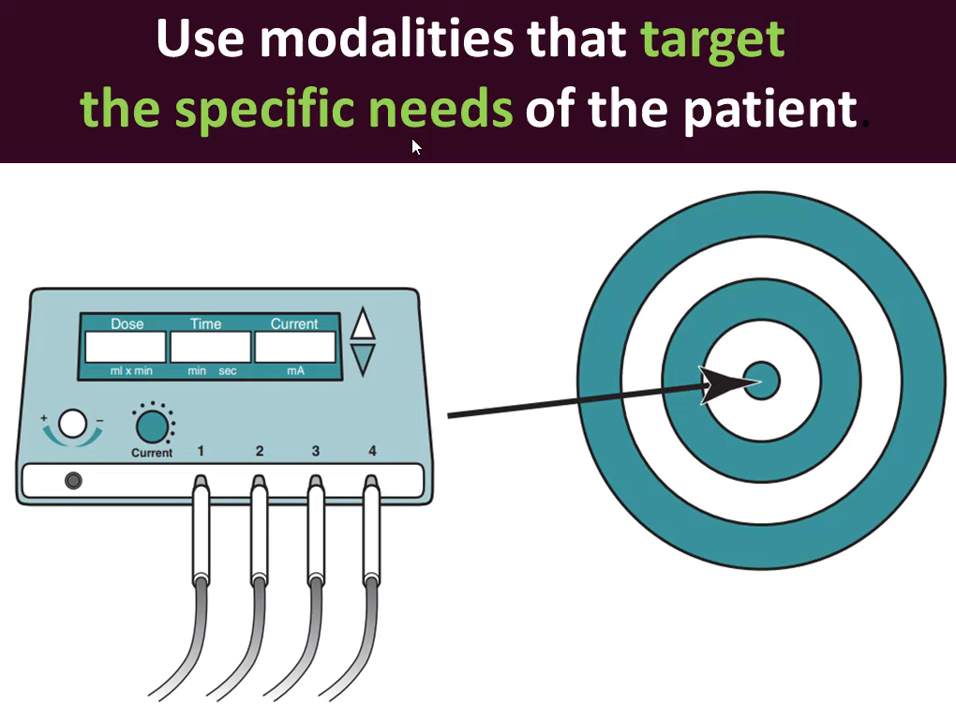 Use modalities that target
the specific needs of the patient.
Dose Time Current
ml x min min sec mA
+ −
Current 1 2 3 4